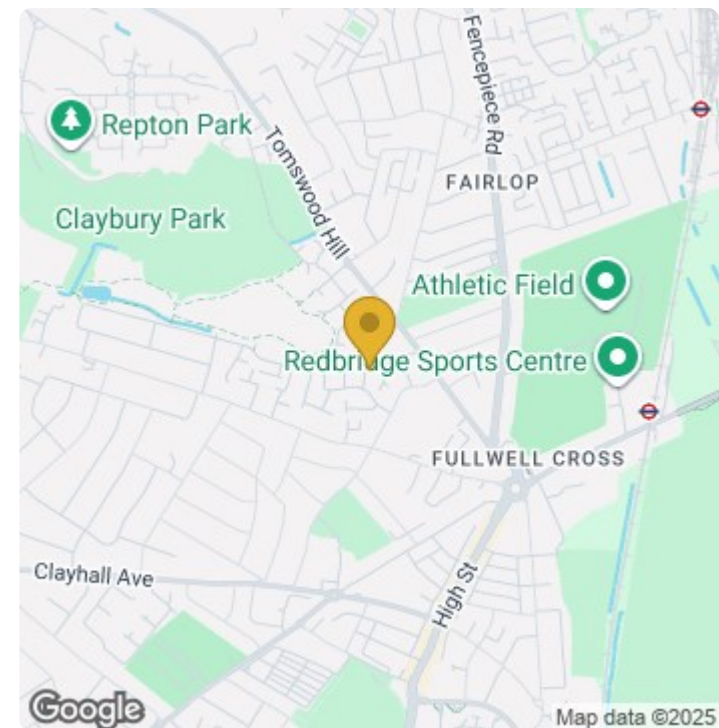 Fencepiece Rd
Repton Park
Tomswood Hill
FAIRLOP
Claybury Park
Athletic Field
Redbridge Sports Centre
FULLWELL CROSS
Clayhall Ave
High St
Google
Map data ©2025